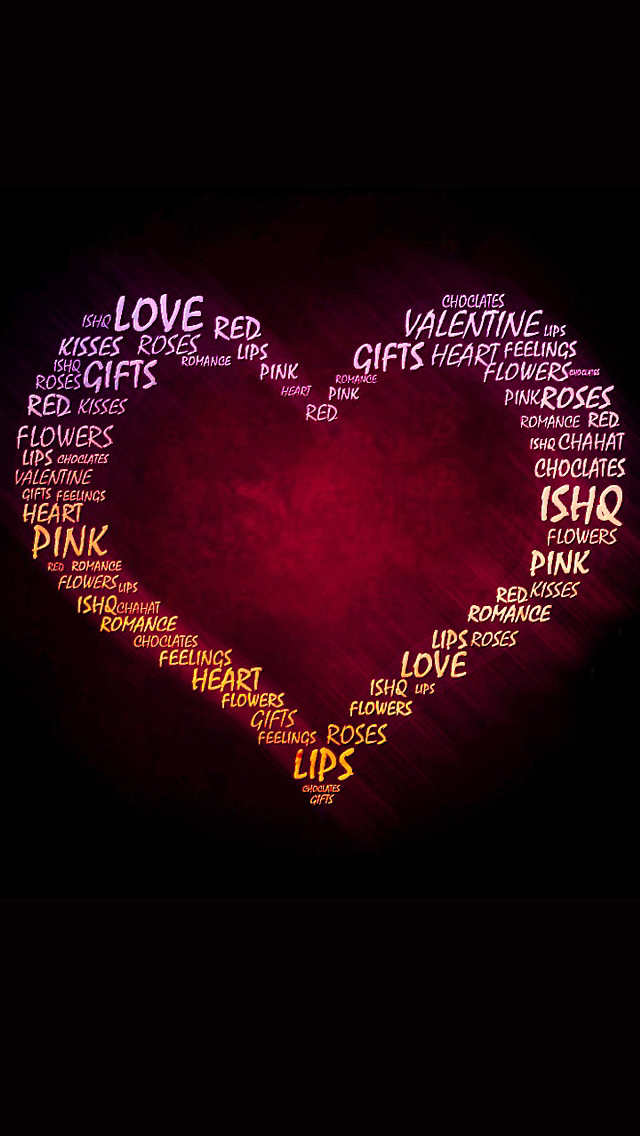 CHOCLATES
ISHQ LOVE RED
VALENTINE LIPS
KISSES ROSES LIPS
GIFTS HEART FEELINGS
ISHQ ROMANCE PINK
FLOWERS CHOCLATES
ROSES GIFTS
ROMANCE
HEART PINK
PINK ROSES
RED KISSES
RED
ROMANCE RED
FLOWERS
ISHQ CHAHAT
LIPS CHOCLATES
CHOCLATES
VALENTINE
GIFTS FEELINGS
ISHQ
HEART
PINK
FLOWERS
RED ROMANCE
PINK
FLOWERS LIPS
RED KISSES
ISHQ CHAHAT
ROMANCE
ROMANCE
CHOCLATES
LIPS ROSES
FEELINGS
LOVE
HEART
ISHQ LIPS
FLOWERS
FLOWERS
GIFTS
FEELINGS ROSES
LIPS
CHOCLATES
GIFTS